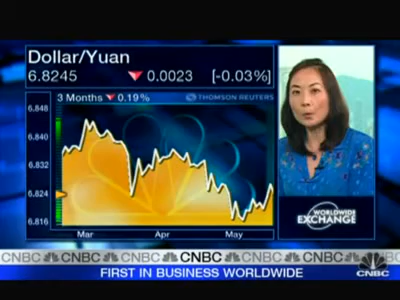 Dollar/Yuan
6.8245 0.0023 [-0.03%]
3 Months 0.19% THOMSON REUTERS
6.848
6.840
6.832
6.824
6.816
Mar Apr May
WORLDWIDE
EXCHANGE
CNBC CNBC CNBC CNBC CNBC CNBC CNBC
FIRST IN BUSINESS WORLDWIDE
CNBC